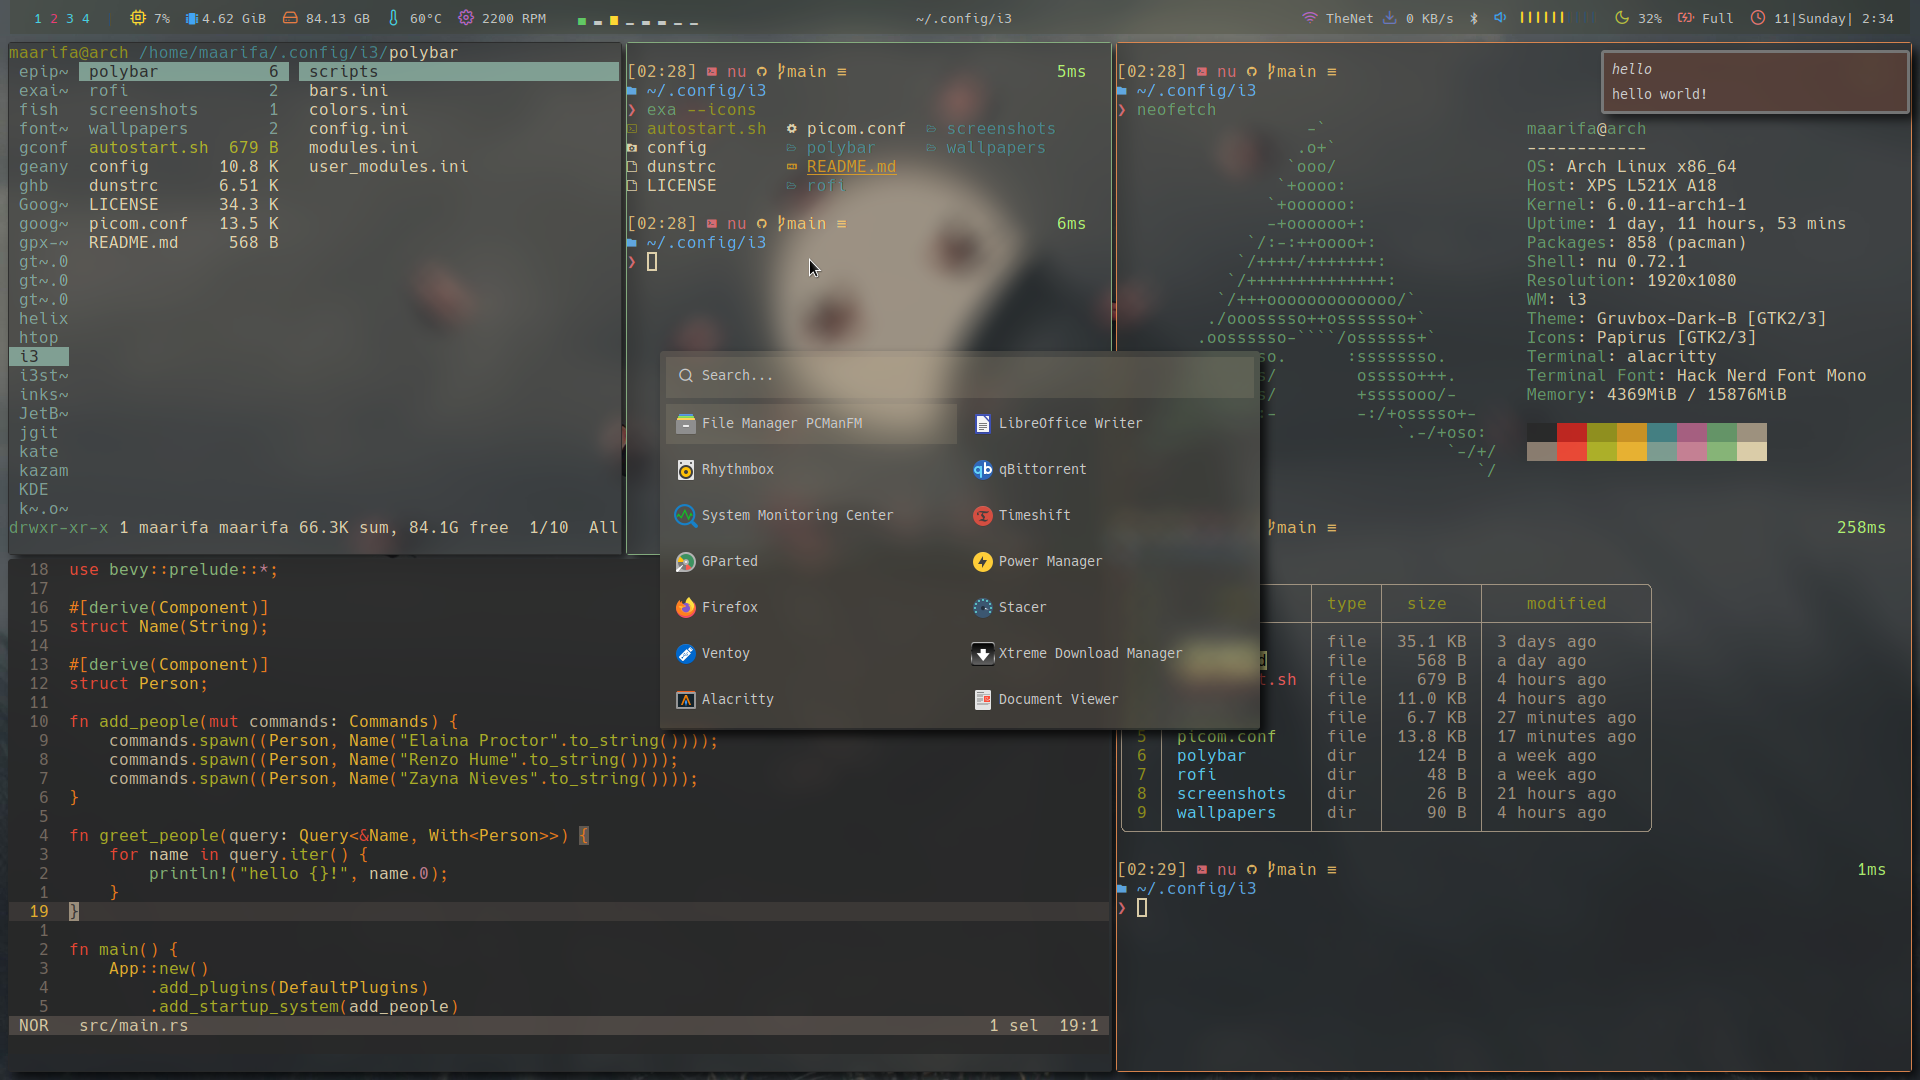 1 2 3 4 7% 4.62 GiB 84.13 GB 60°C 2200 RPM ~/.config/i3 TheNet 0 KB/s 32% Full 11|Sunday| 2:34
maarifa@arch /home/maarifa/.config/i3/polybar
epip~ polybar 6 scripts
exai~ rofi 2 bars.ini
fish screenshots 1 colors.ini
font~ wallpapers 2 config.ini
gconf autostart.sh 679 B modules.ini
geany config 10.8 K user_modules.ini
ghb dunstrc 6.51 K
Goog~ LICENSE 34.3 K
goog~ picom.conf 13.5 K
gpx-~ README.md 568 B
gt~.0
gt~.0
gt~.0
helix
htop
i3
i3st~
inks~
JetB~
jgit
kate
kazam
KDE
k~.o~
drwxr-xr-x 1 maarifa maarifa 66.3K sum, 84.1G free 1/10 All
[02:28] nu main ≡ 5ms
~/.config/i3
❯ exa --icons
autostart.sh picom.conf screenshots
config polybar wallpapers
dunstrc README.md
LICENSE rofi
[02:28] nu main ≡ 6ms
~/.config/i3
❯
[02:28] nu main ≡
~/.config/i3
❯ neofetch
hello
hello world!
-`
.o+`
`ooo/
`+oooo:
`+oooooo:
-+oooooo+:
`/:-:++oooo+:
`/++++/+++++++:
`/++++++++++++++:
`/+++ooooooooooooo/`
./ooosssso++osssssso+`
.oossssso-````/ossssss+`
so. :ssssssso.
s/ osssso+++.
/ +ssssooo/-
:- -:/+osssso+-
`.-/+oso:
`-/+/
`/
maarifa@arch
------------
OS: Arch Linux x86_64
Host: XPS L521X A18
Kernel: 6.0.11-arch1-1
Uptime: 1 day, 11 hours, 53 mins
Packages: 858 (pacman)
Shell: nu 0.72.1
Resolution: 1920x1080
WM: i3
Theme: Gruvbox-Dark-B [GTK2/3]
Icons: Papirus [GTK2/3]
Terminal: alacritty
Terminal Font: Hack Nerd Font Mono
Memory: 4369MiB / 15876MiB
Search...
File Manager PCManFM LibreOffice Writer
Rhythmbox qBittorrent
System Monitoring Center Timeshift
GParted Power Manager
Firefox Stacer
Ventoy Xtreme Download Manager
Alacritty Document Viewer
main ≡ 258ms
type size modified
file 35.1 KB 3 days ago
file 568 B a day ago
t.sh file 679 B 4 hours ago
file 11.0 KB 4 hours ago
file 6.7 KB 27 minutes ago
5 picom.conf file 13.8 KB 17 minutes ago
6 polybar dir 124 B a week ago
7 rofi dir 48 B a week ago
8 screenshots dir 26 B 21 hours ago
9 wallpapers dir 90 B 4 hours ago
[02:29] nu main ≡ 1ms
~/.config/i3
❯
18 use bevy::prelude::*;
17
16 #[derive(Component)]
15 struct Name(String);
14
13 #[derive(Component)]
12 struct Person;
11
10 fn add_people(mut commands: Commands) {
9 commands.spawn((Person, Name("Elaina Proctor".to_string())));
8 commands.spawn((Person, Name("Renzo Hume".to_string())));
7 commands.spawn((Person, Name("Zayna Nieves".to_string())));
6 }
5
4 fn greet_people(query: Query<&Name, With<Person>>) {
3 for name in query.iter() {
2 println!("hello {}!", name.0);
1 }
19 }
1
2 fn main() {
3 App::new()
4 .add_plugins(DefaultPlugins)
5 .add_startup_system(add_people)
NOR src/main.rs 1 sel 19:1